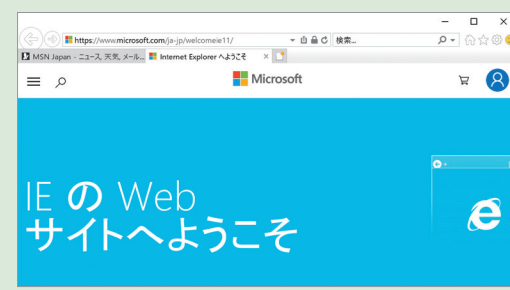 https://www.microsoft.com/ja-jp/welcomeie11/
検索...
MSN Japan - ニュース, 天気, メール...
Internet Explorer へようこそ
Microsoft
IE の Web
サイトへようこそ